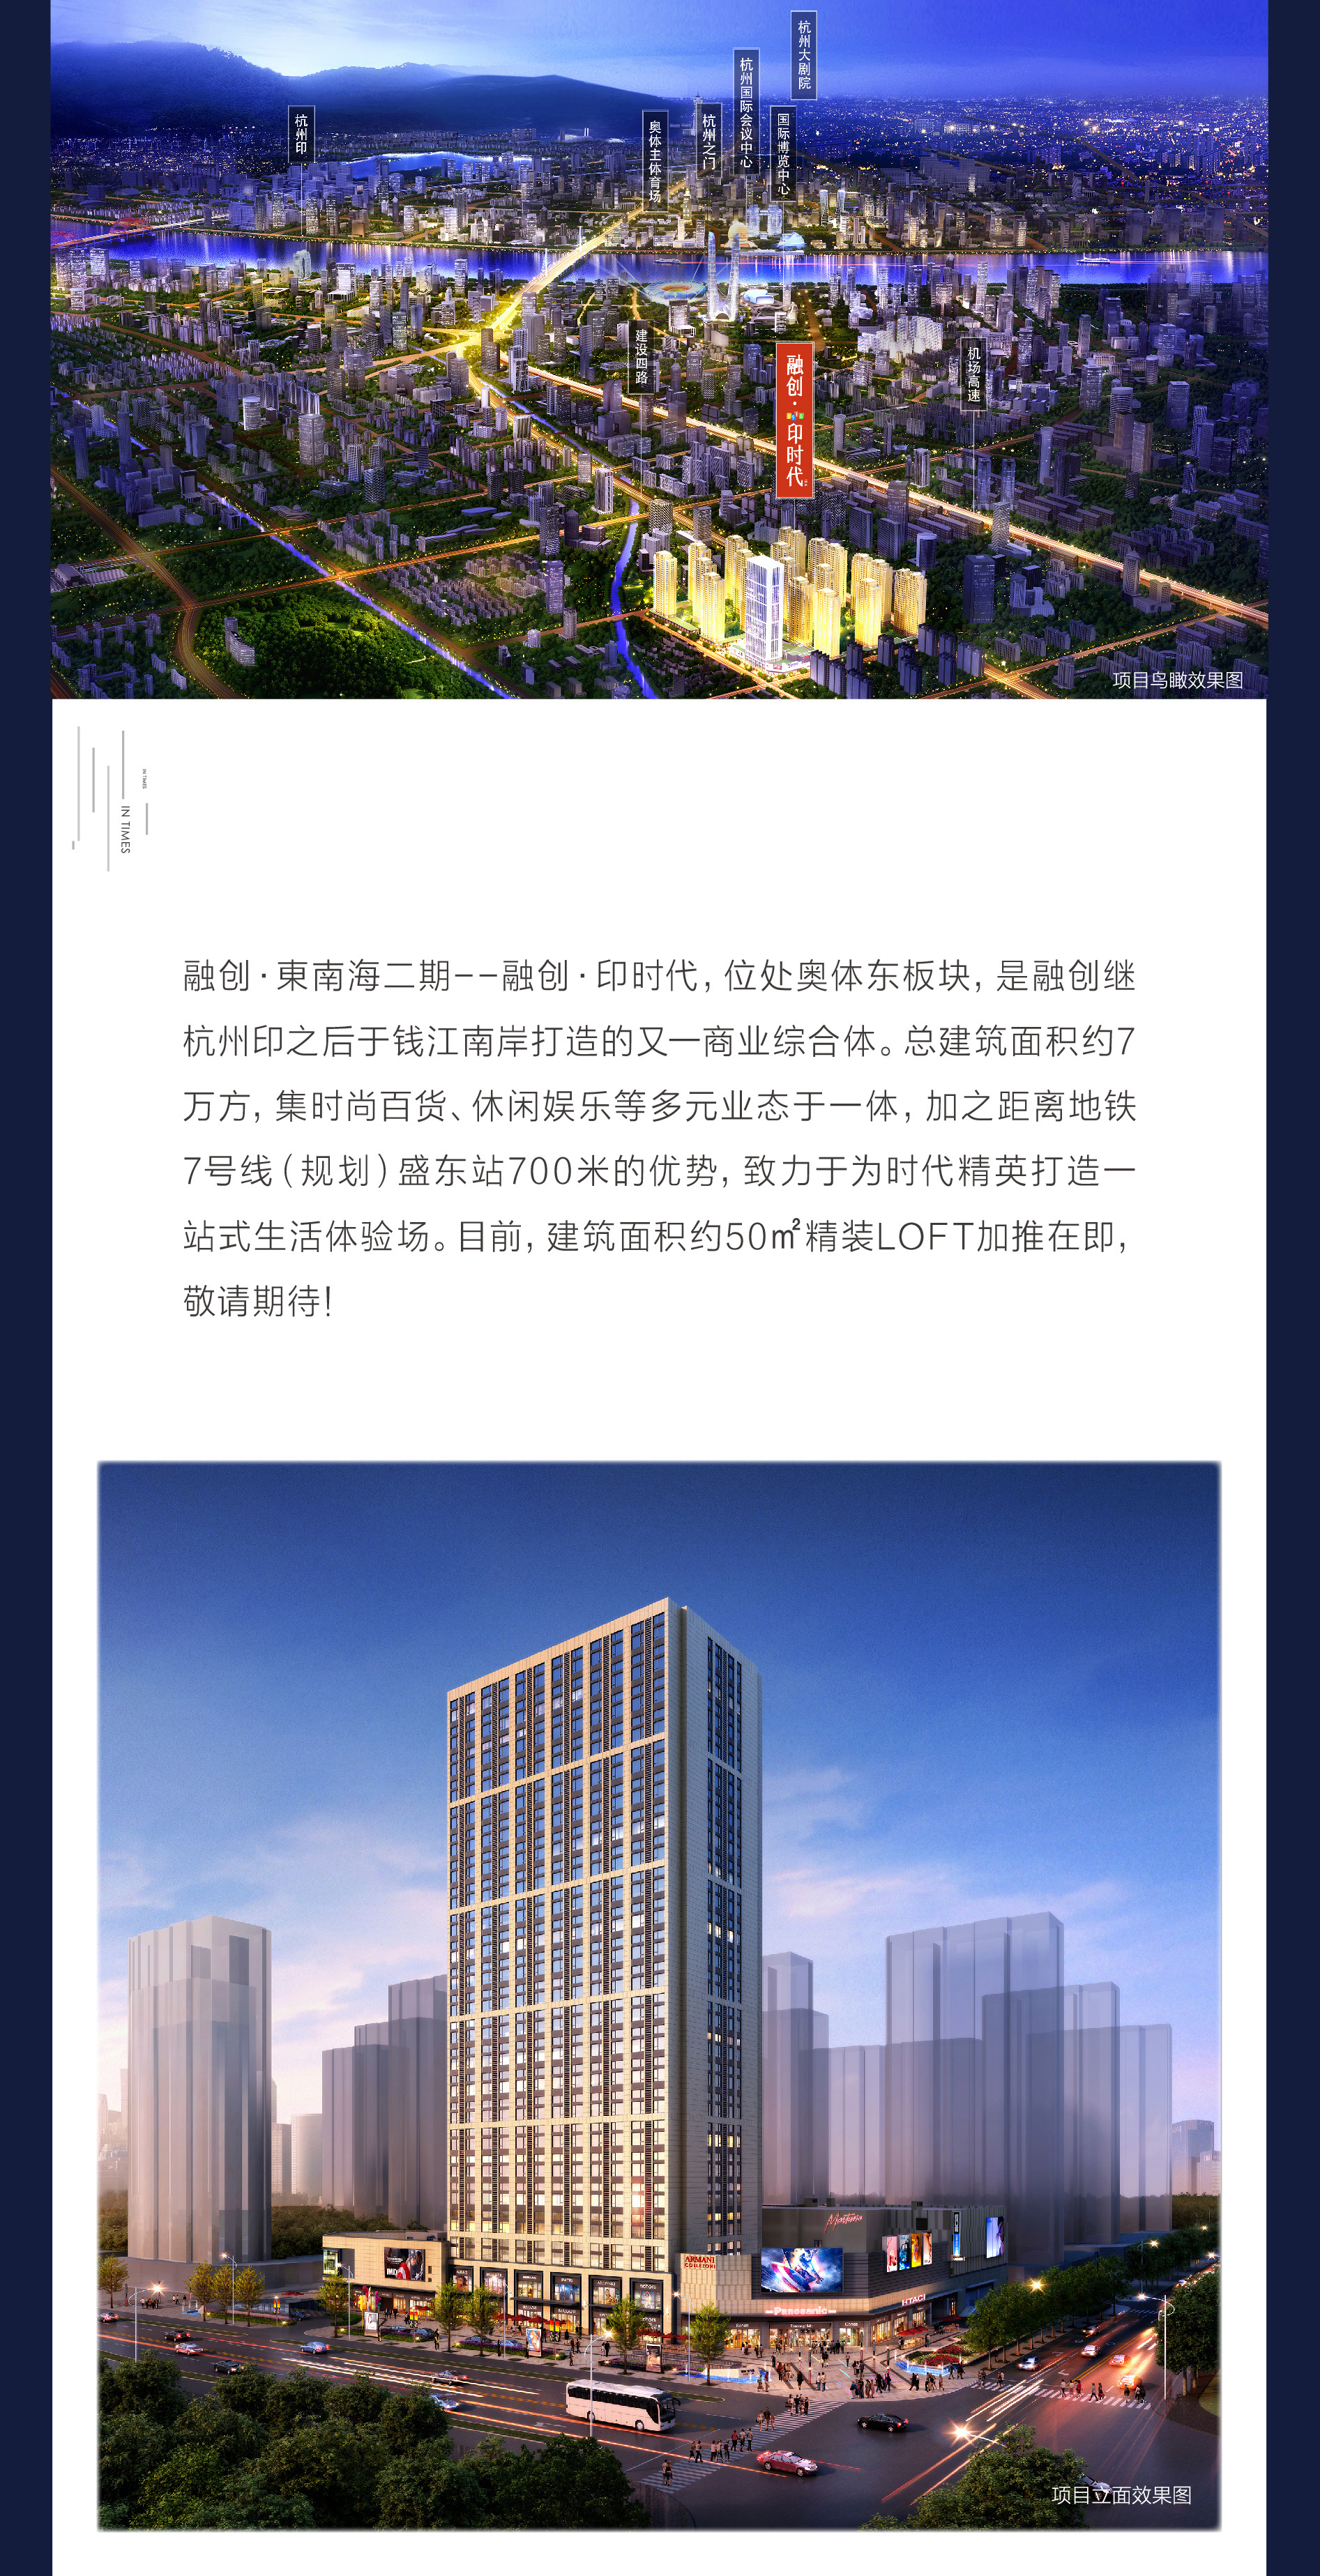 杭州大剧院
杭州国际会议中心
杭州印
奥体主体育场
杭州之门
国际博览中心
建设四路
融创·印时代
机场高速
项目鸟瞰效果图
IN TIMES
IN TIMES
融创·東南海二期--融创·印时代，位处奥体东板块，是融创继
杭州印之后于钱江南岸打造的又一商业综合体。总建筑面积约7
万方，集时尚百货、休闲娱乐等多元业态于一体，加之距离地铁
7号线（规划）盛东站700米的优势，致力于为时代精英打造一
站式生活体验场。目前，建筑面积约50㎡精装LOFT加推在即，
敬请期待！
ARMANI
Panosonic
HTACI
项目立面效果图